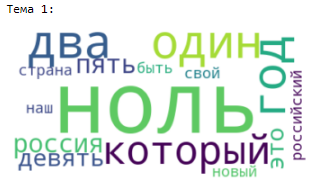 Тема 1:
два
один
год
страна
пять
быть
свой
ноль
наш
это
российский
россия
который
девять
новый